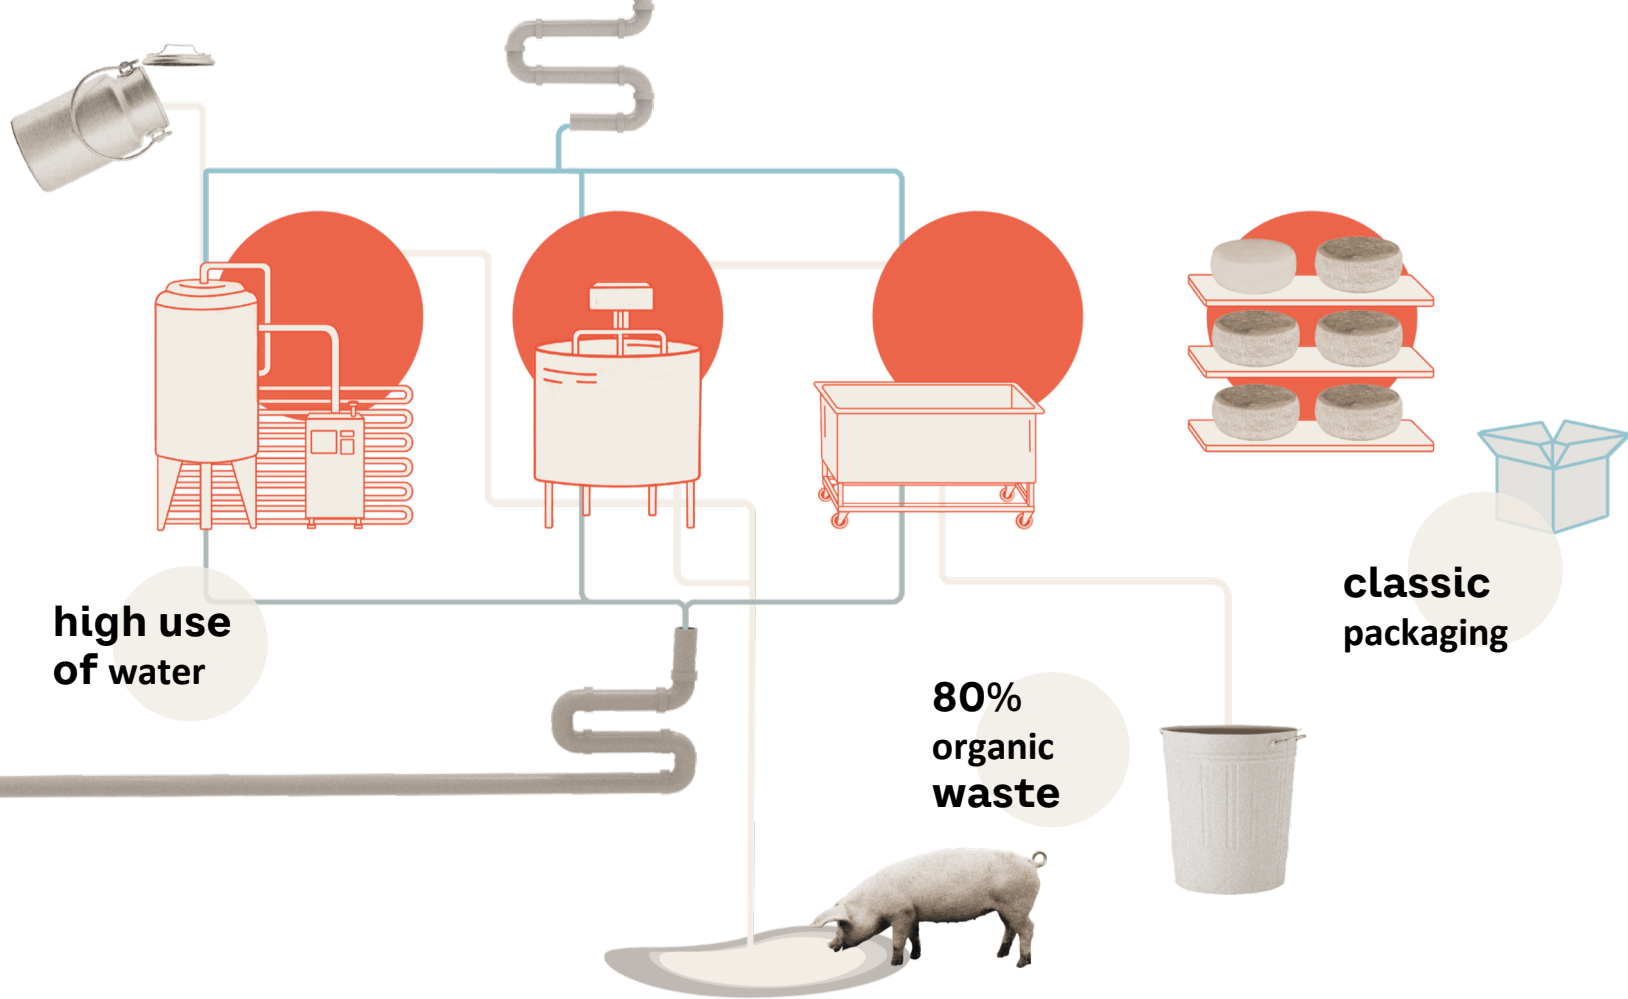 high use
of water
80%
organic
waste
classic
packaging